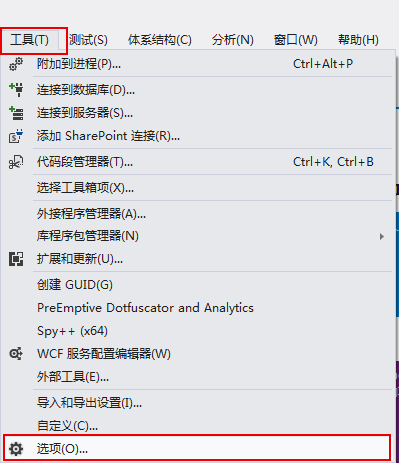 工具(T) 测试(S) 体系结构(C) 分析(N) 窗口(W) 帮助(H)
附加到进程(P)... Ctrl+Alt+P
连接到数据库(D)...
连接到服务器(S)...
添加 SharePoint 连接(R)...
代码段管理器(T)... Ctrl+K, Ctrl+B
选择工具箱项(X)...
外接程序管理器(A)...
库程序包管理器(N)
扩展和更新(U)...
创建 GUID(G)
PreEmptive Dotfuscator and Analytics
Spy++ (x64)
WCF 服务配置编辑器(W)
外部工具(E)...
导入和导出设置(I)...
自定义(C)...
选项(O)...